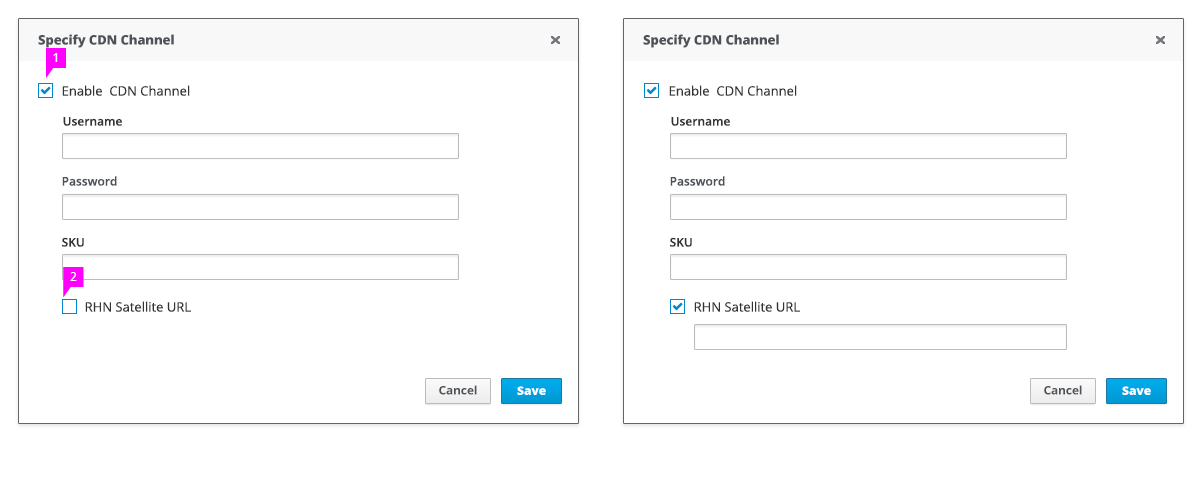 Specify CDN Channel
1
Enable CDN Channel
Username
Password
SKU
2
RHN Satellite URL
Cancel
Save
Specify CDN Channel
Enable CDN Channel
Username
Password
SKU
RHN Satellite URL
Cancel
Save